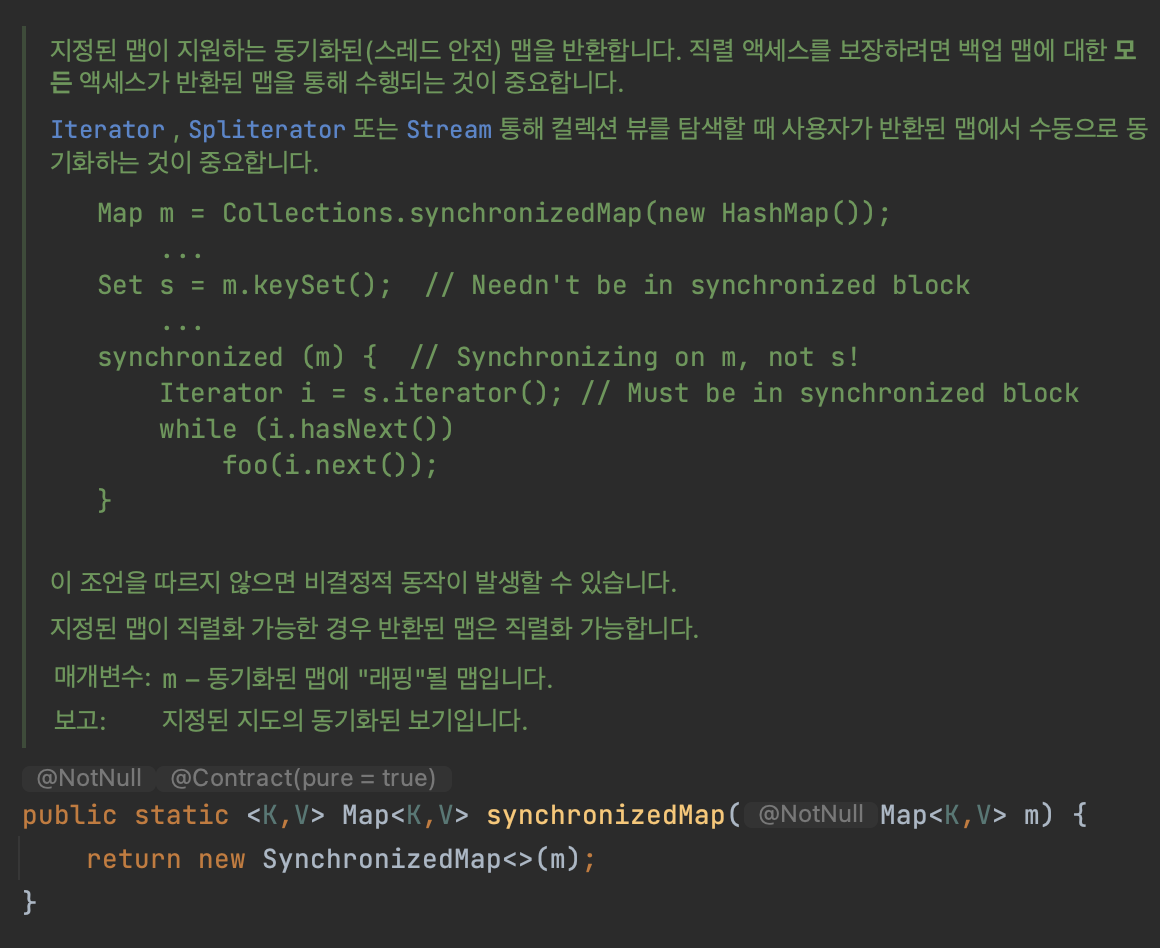 지정된 맵이 지원하는 동기화된(스레드 안전) 맵을 반환합니다. 직렬 액세스를 보장하려면 백업 맵에 대한 모
든 액세스가 반환된 맵을 통해 수행되는 것이 중요합니다.
Iterator , Spliterator 또는 Stream 통해 컬렉션 뷰를 탐색할 때 사용자가 반환된 맵에서 수동으로 동
기화하는 것이 중요합니다.
Map m = Collections.synchronizedMap(new HashMap());
...
Set s = m.keySet();  // Needn't be in synchronized block
...
synchronized (m) {  // Synchronizing on m, not s!
Iterator i = s.iterator(); // Must be in synchronized block
while (i.hasNext())
foo(i.next());
}
이 조언을 따르지 않으면 비결정적 동작이 발생할 수 있습니다.
지정된 맵이 직렬화 가능한 경우 반환된 맵은 직렬화 가능합니다.
매개변수: m – 동기화된 맵에 "래핑"될 맵입니다.
보고: 지정된 지도의 동기화된 보기입니다.
@NotNull @Contract(pure = true)
public static <K,V> Map<K,V> synchronizedMap( @NotNull Map<K,V> m) {
return new SynchronizedMap<>(m);
}